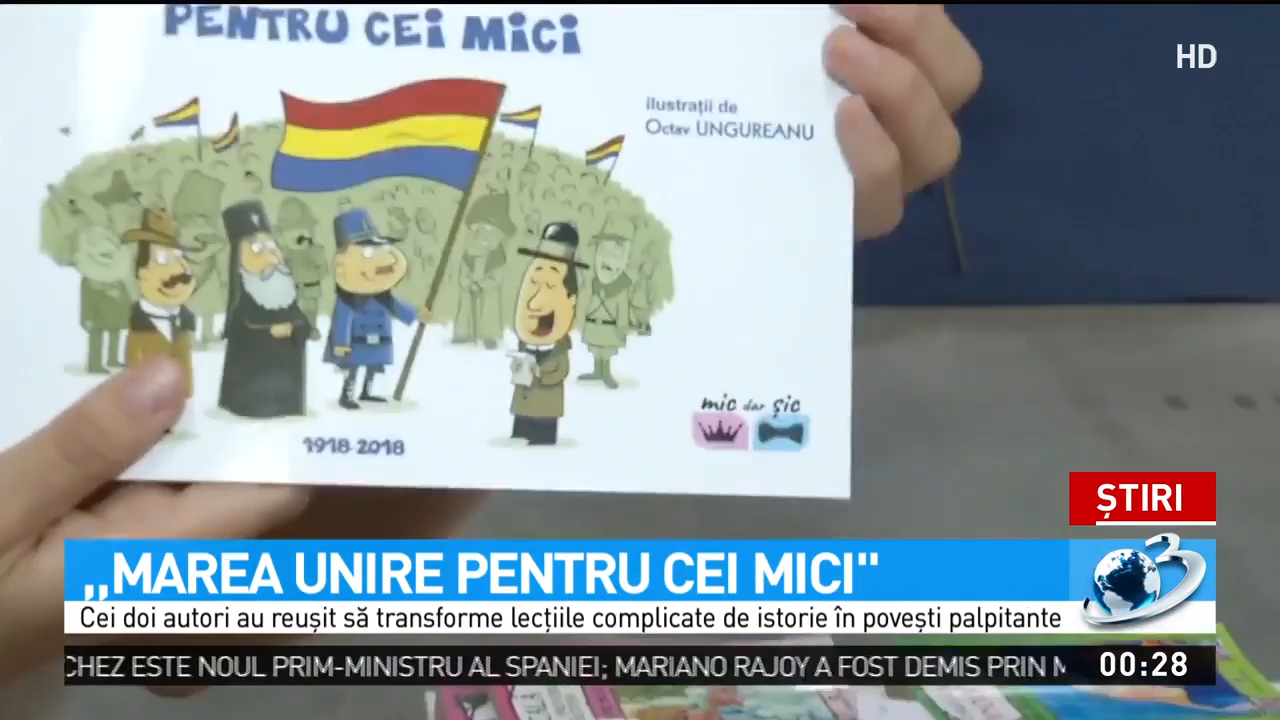 PENTRU CEI MICI
HD
ilustrații de
Octav UNGUREANU
mic dar șic
1918-2018
ȘTIRI
„MAREA UNIRE PENTRU CEI MICI"
3
Cei doi autori au reușit să transforme lecțiile complicate de istorie în povești palpitante
CHEZ ESTE NOUL PRIM-MINISTRU AL SPANIEI; MARIANO RAJOY A FOST DEMIS PRIN
00:28